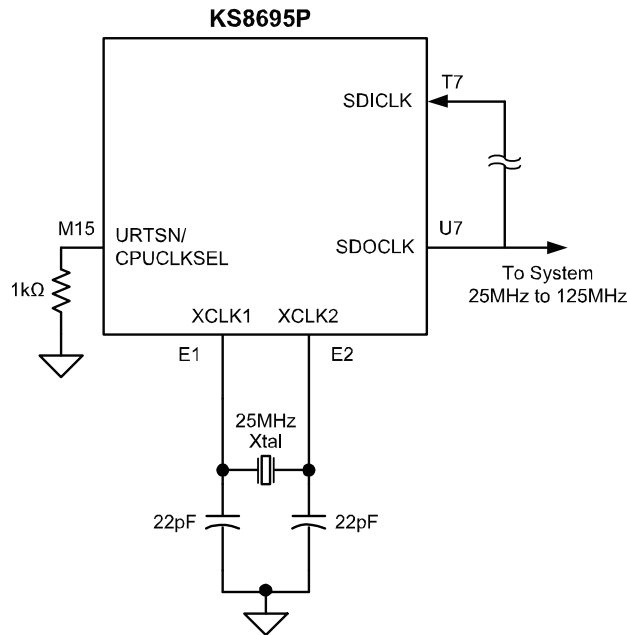 KS8695P
T7
SDICLK
M15
URTSN/
CPUCLKSEL
U7
SDOCLK
To System
25MHz to 125MHz
1kΩ
XCLK1 XCLK2
E1 E2
25MHz
Xtal
22pF 22pF